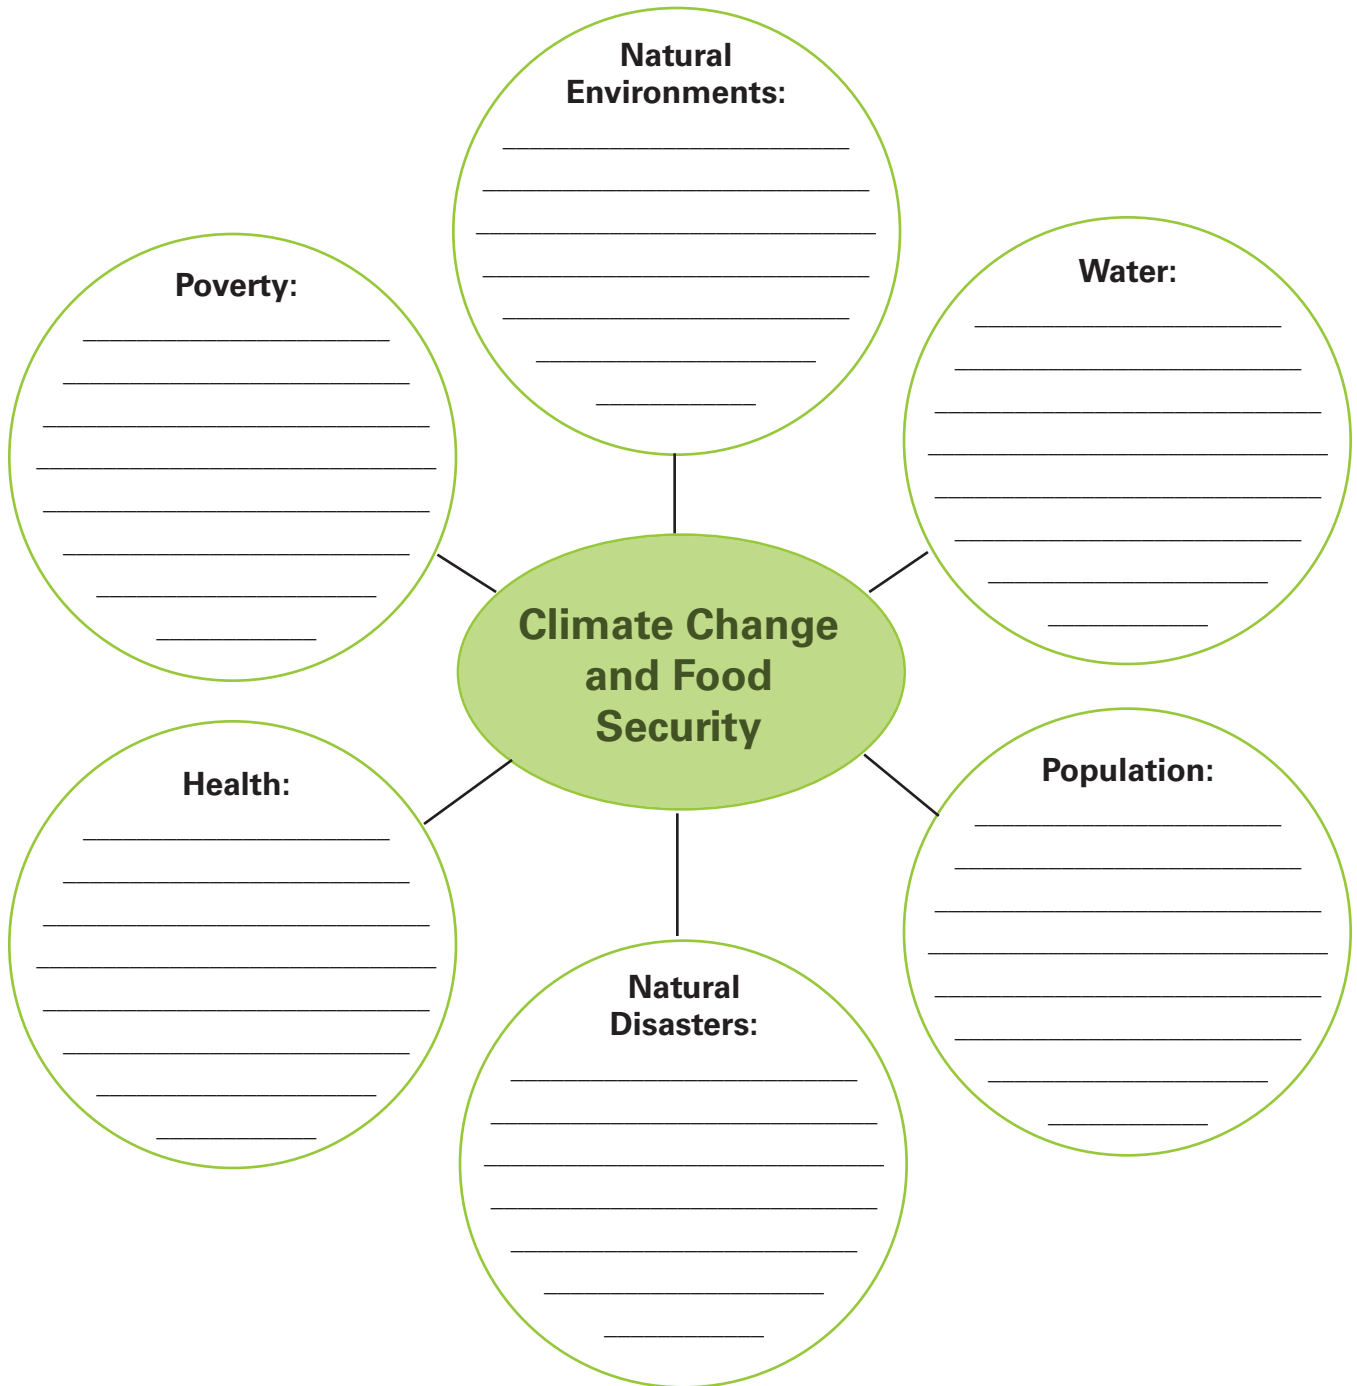 Natural
Environments:
Poverty:
Water:
Climate Change
and Food
Security
Health:
Population:
Natural
Disasters: